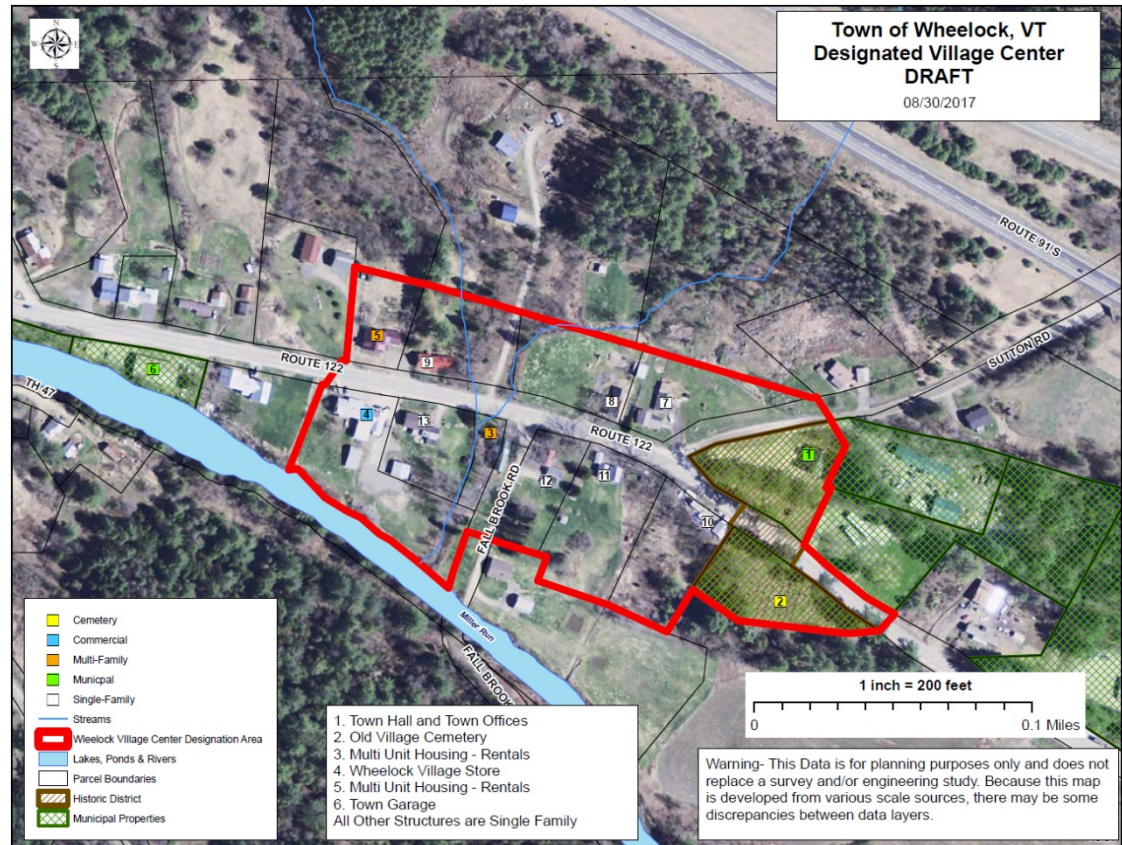 Town of Wheelock, VT
Designated Village Center
DRAFT
08/30/2017
N
W
E
S
ROUTE 91 S
SUTTON RD
ROUTE 122
TH 47
6
5
9
4
13
3
8
7
ROUTE 122
1
12
11
10
2
FALL BROOK RD
Miller Run
FALL BROOK
Cemetery
Commercial
Multi-Family
Municpal
Single-Family
Streams
Wheelock Village Center Designation Area
Lakes, Ponds & Rivers
Parcel Boundaries
Historic District
Municipal Properties
1. Town Hall and Town Offices
2. Old Village Cemetery
3. Multi Unit Housing - Rentals
4. Wheelock Village Store
5. Multi Unit Housing - Rentals
6. Town Garage
All Other Structures are Single Family
1 inch = 200 feet
0
0.1 Miles
Warning- This Data is for planning purposes only and does not
replace a survey and/or engineering study. Because this map
is developed from various scale sources, there may be some
discrepancies between data layers.